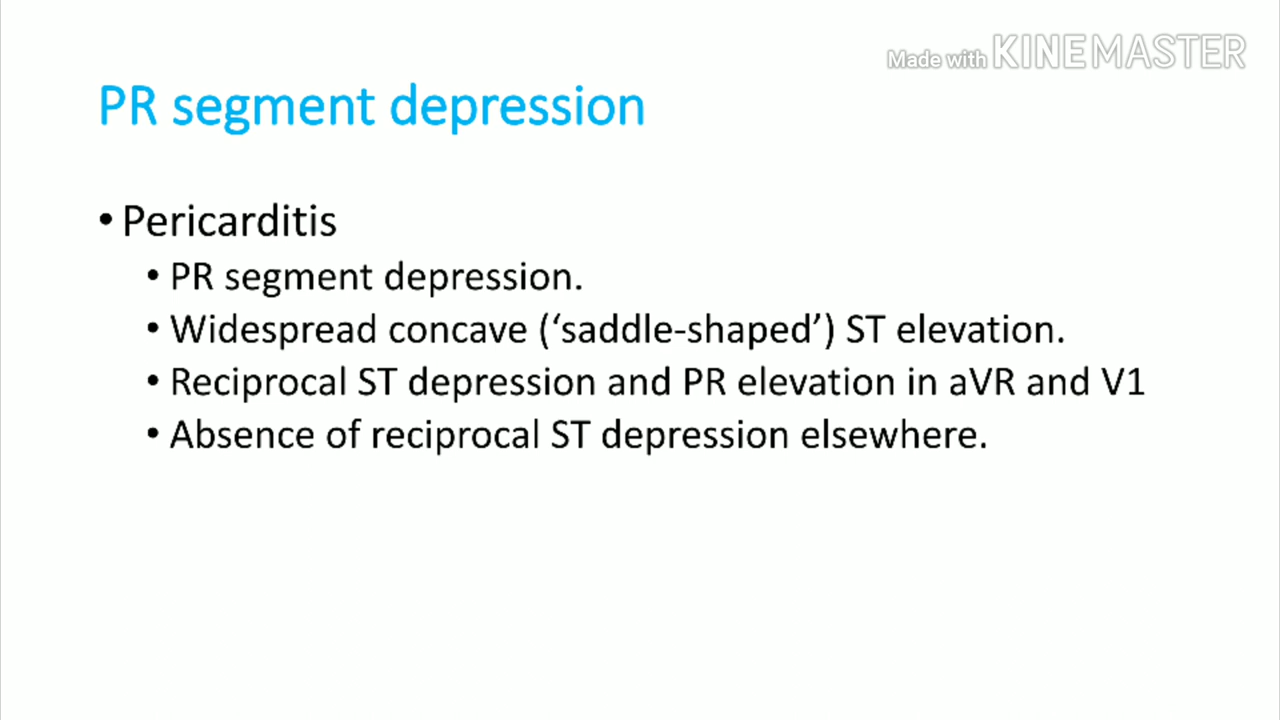 Made with KINEMASTER
PR segment depression
• Pericarditis
• PR segment depression.
• Widespread concave (‘saddle-shaped’) ST elevation.
• Reciprocal ST depression and PR elevation in aVR and V1
• Absence of reciprocal ST depression elsewhere.